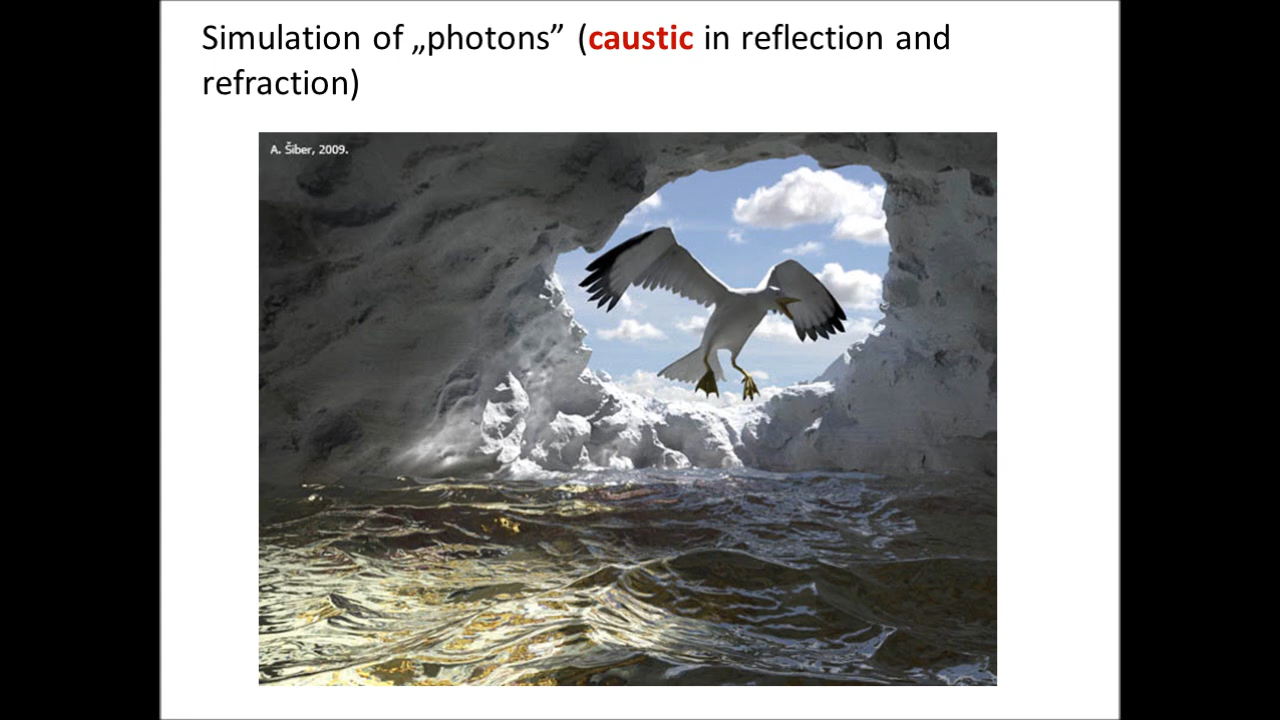 Simulation of „photons” (caustic in reflection and
refraction)
A. Šiber, 2009.